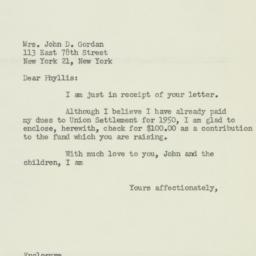 Mrs. John D. Gordan
113 East 78th Street
New York 21, New York
Dear Phyllis:
I am just in receipt of your letter.
Although I believe I have already paid
my dues to Union Settlement for 1950, I am glad to
enclose, herewith, check for $100.00 as a contribution
to the fund which you are raising.
With much love to you, John and the
children, I am
Yours affectionately,
Enclosure